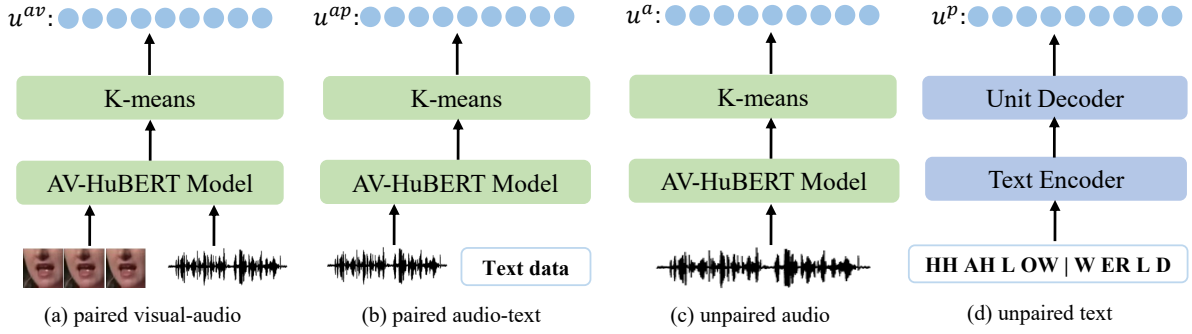 u^{av}: u^{ap}: u^{a}: u^{p}:
K-means K-means K-means Unit Decoder
AV-HuBERT Model AV-HuBERT Model AV-HuBERT Model Text Encoder
Text data HH AH L OW | W ER L D
(a) paired visual-audio (b) paired audio-text (c) unpaired audio (d) unpaired text